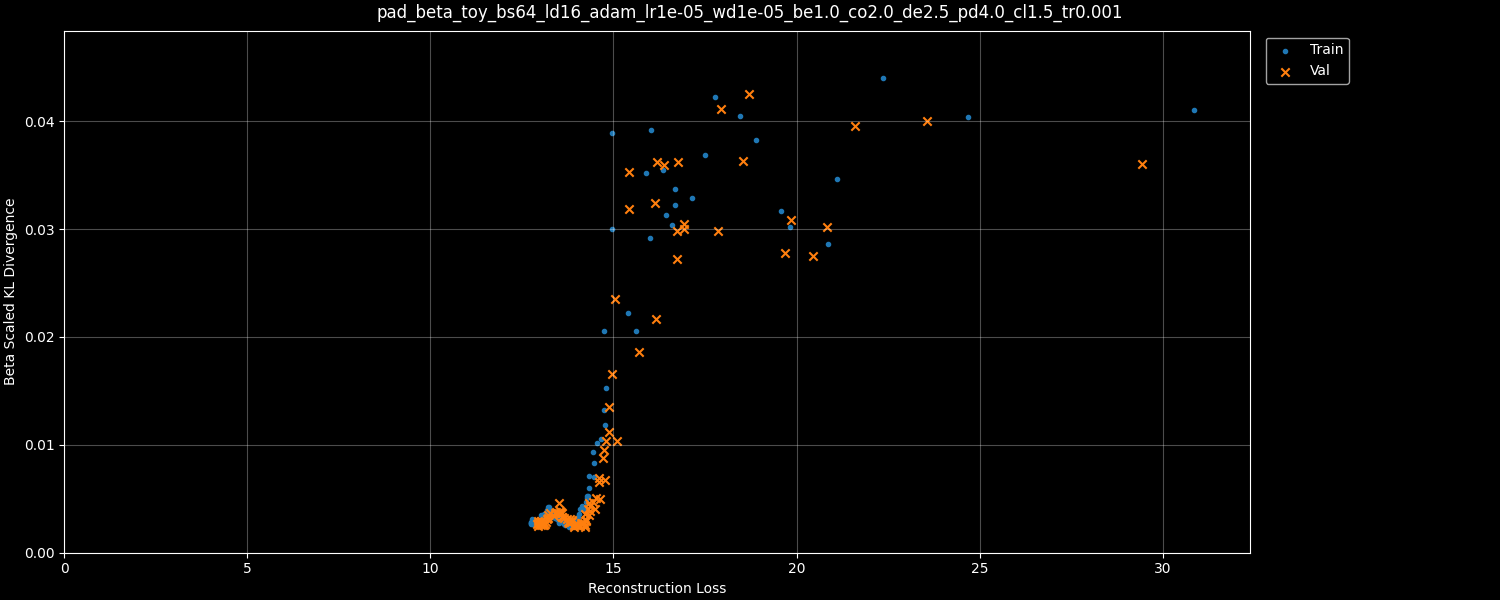 pad_beta_toy_bs64_ld16_adam_lr1e-05_wd1e-05_be1.0_co2.0_de2.5_pd4.0_cl1.5_tr0.001
Train
Val
0.04
0.03
0.02
0.01
0.00
Beta Scaled KL Divergence
0 5 10 15 20 25 30
Reconstruction Loss